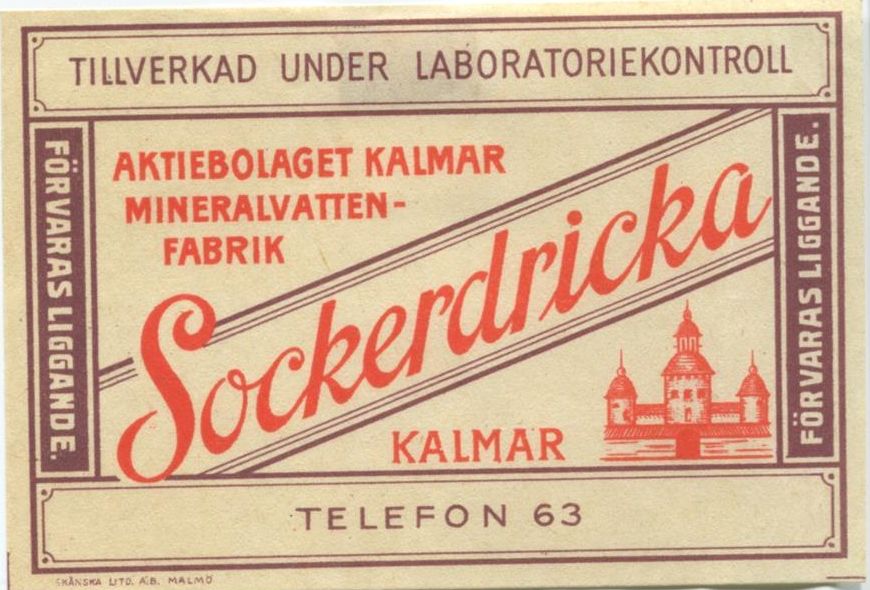 TILLVERKAD UNDER LABORATORIEKONTROLL
FÖRVARAS LIGGANDE.
AKTIEBOLAGET KALMAR
MINERALVATTEN-
FABRIK
Sockerdricka
KALMAR
FÖRVARAS LIGGANDE.
TELEFON 63
SKÅNSKA LITO. A.B. MALMÖ